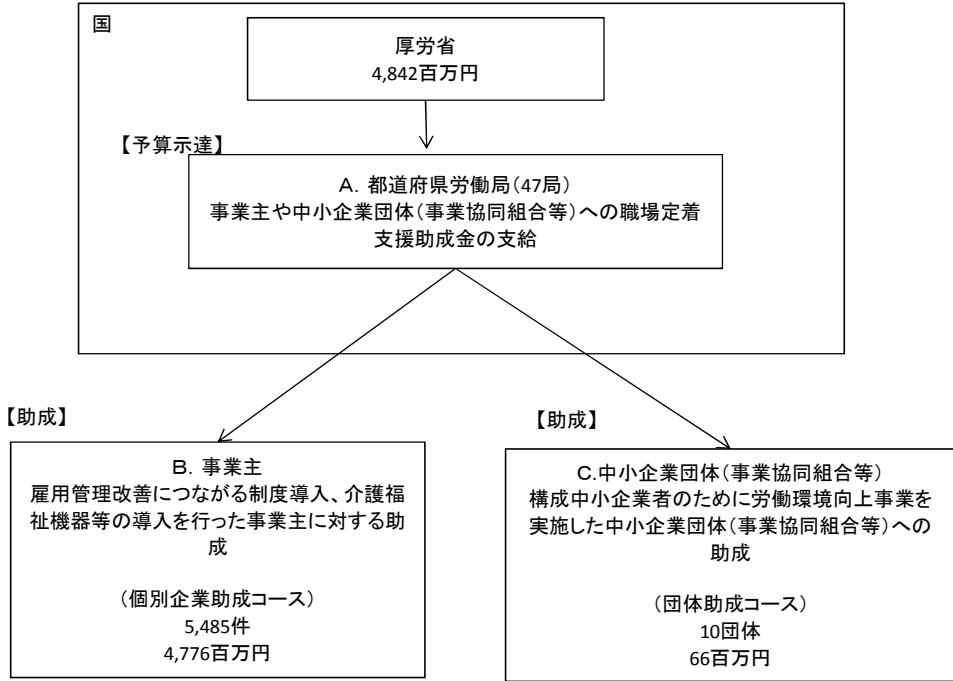 国
厚労省
4,842百万円
【予算示達】
A. 都道府県労働局(47局)
事業主や中小企業団体(事業協同組合等)への職場定着
支援助成金の支給
【助成】
B. 事業主
雇用管理改善につながる制度導入、介護福
祉機器等の導入を行った事業主に対する助
成
(個別企業助成コース)
5,485件
4,776百万円
【助成】
C.中小企業団体(事業協同組合等)
構成中小企業者のために労働環境向上事業を
実施した中小企業団体(事業協同組合等)への
助成
(団体助成コース)
10団体
66百万円